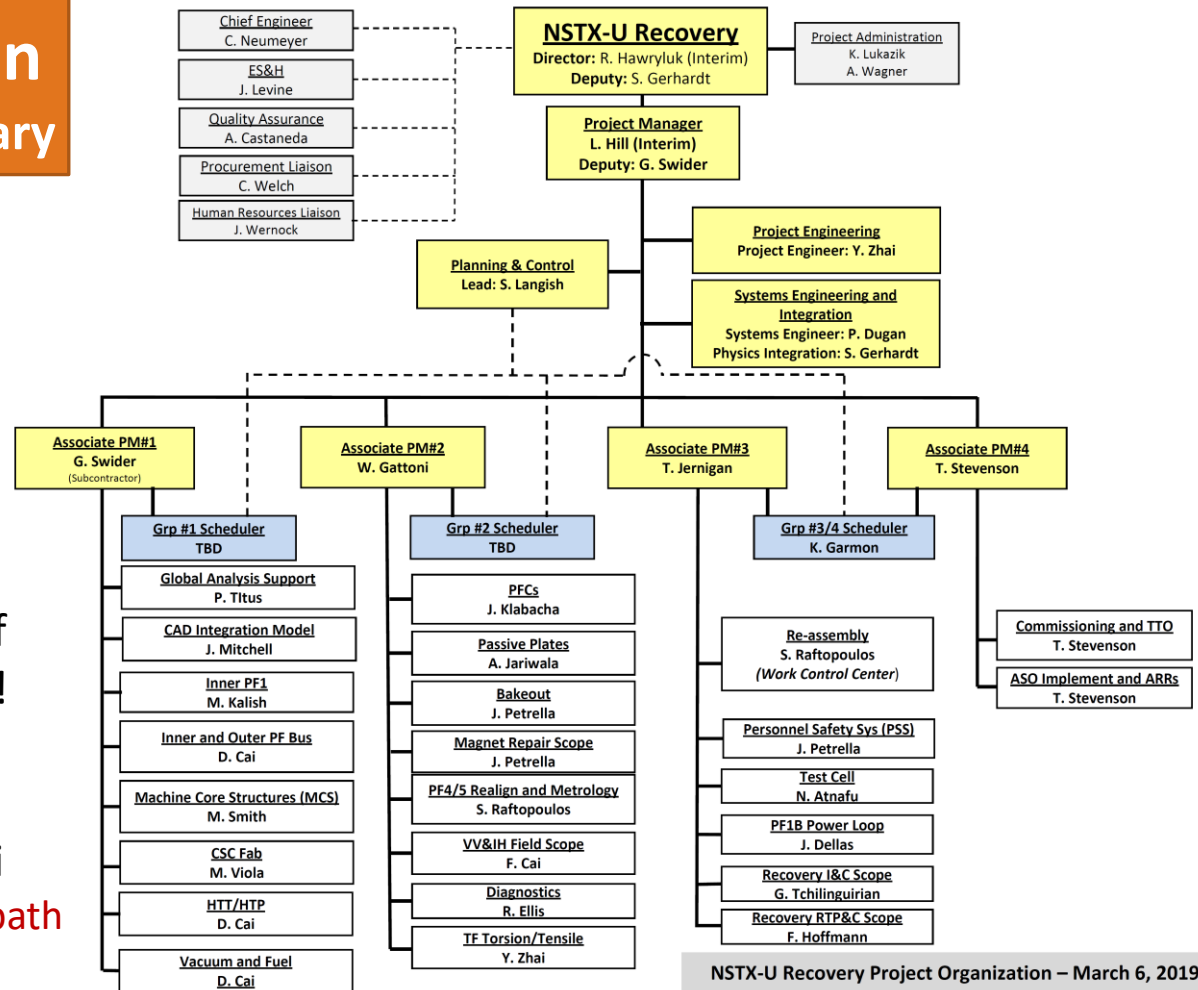 n
ary
f
!
i
path
Chief Engineer
C. Neumeyer
ES&H
J. Levine
Quality Assurance
A. Castaneda
Procurement Liaison
C. Welch
Human Resources Liaison
J. Wernock
NSTX-U Recovery
Director: R. Hawryluk (Interim)
Deputy: S. Gerhardt
Project Administration
K. Lukazik
A. Wagner
Project Manager
L. Hill (Interim)
Deputy: G. Swider
Project Engineering
Project Engineer: Y. Zhai
Planning & Control
Lead: S. Langish
Systems Engineering and
Integration
Systems Engineer: P. Dugan
Physics Integration: S. Gerhardt
Associate PM#1
G. Swider
(Subcontractor)
Grp #1 Scheduler
TBD
Global Analysis Support
P. TItus
CAD Integration Model
J. Mitchell
Inner PF1
M. Kalish
Inner and Outer PF Bus
D. Cai
Machine Core Structures (MCS)
M. Smith
CSC Fab
M. Viola
HTT/HTP
D. Cai
Vacuum and Fuel
D. Cai
Associate PM#2
W. Gattoni
Grp #2 Scheduler
TBD
PFCs
J. Klabacha
Passive Plates
A. Jariwala
Bakeout
J. Petrella
Magnet Repair Scope
J. Petrella
PF4/5 Realign and Metrology
S. Raftopoulos
VV&IH Field Scope
F. Cai
Diagnostics
R. Ellis
TF Torsion/Tensile
Y. Zhai
Associate PM#3
T. Jernigan
Grp #3/4 Scheduler
K. Garmon
Re-assembly
S. Raftopoulos
(Work Control Center)
Personnel Safety Sys (PSS)
J. Petrella
Test Cell
N. Atnafu
PF1B Power Loop
J. Dellas
Recovery I&C Scope
G. Tchilinguirian
Recovery RTP&C Scope
F. Hoffmann
Associate PM#4
T. Stevenson
Commissioning and TTO
T. Stevenson
ASO Implement and ARRs
T. Stevenson
NSTX-U Recovery Project Organization – March 6, 2019